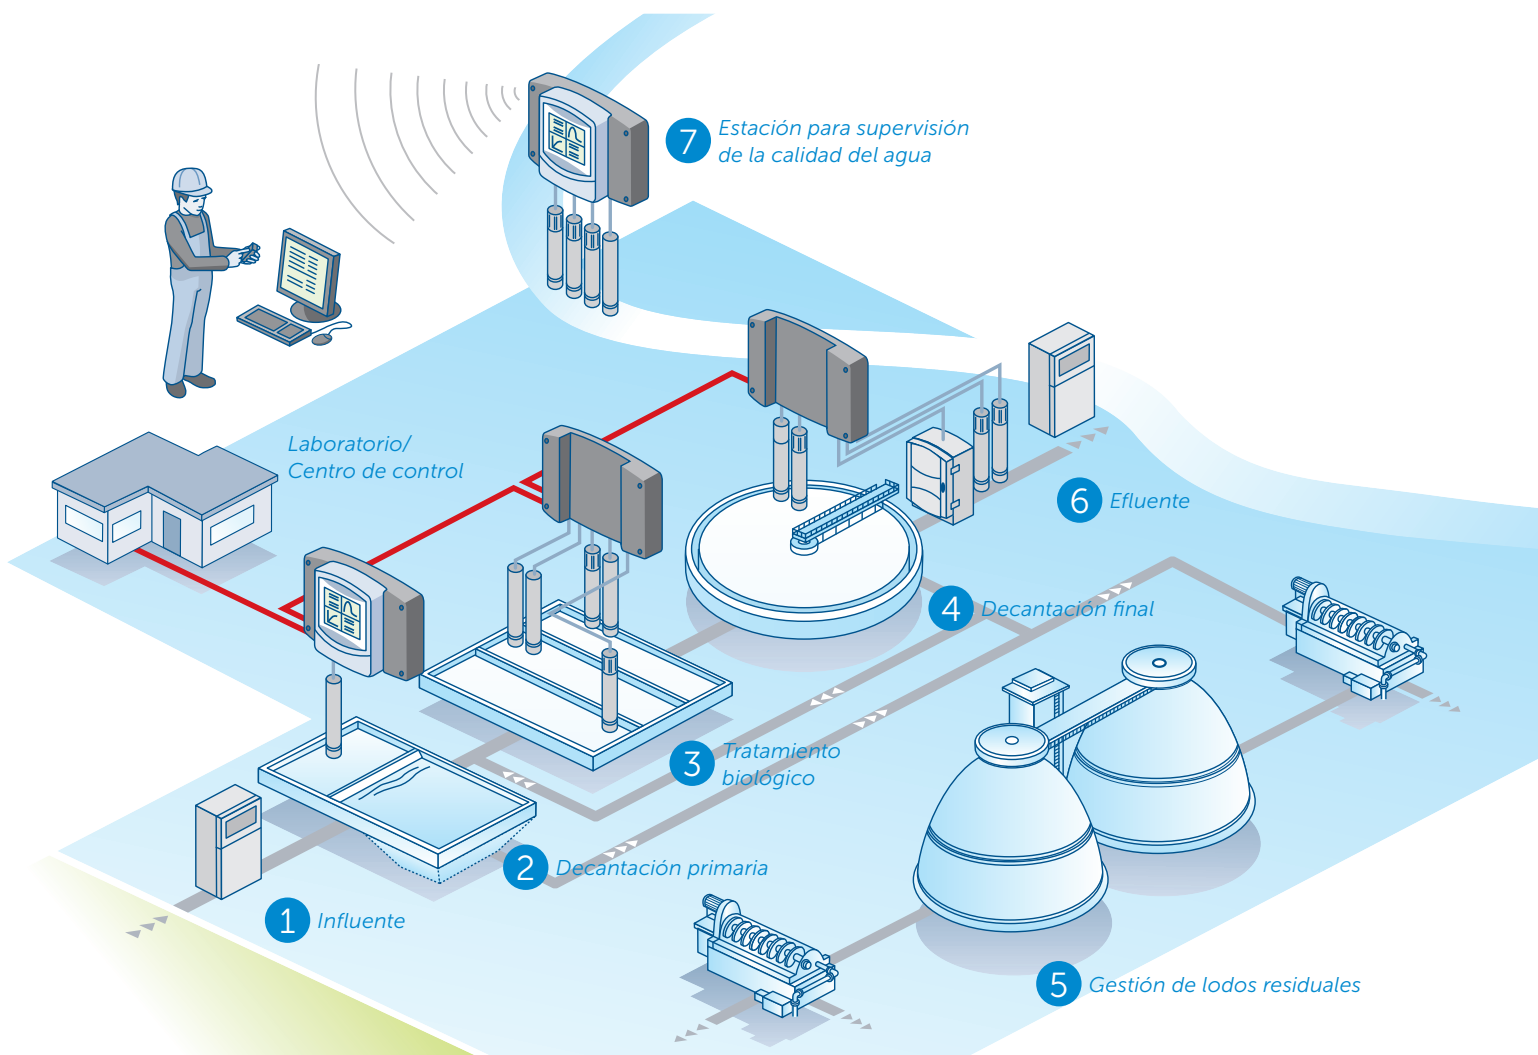 7
Estación para supervisión
de la calidad del agua
Laboratorio/
Centro de control
6 Efluente
4 Decantación final
3 Tratamiento
biológico
2 Decantación primaria
1 Influente
5 Gestión de lodos residuales